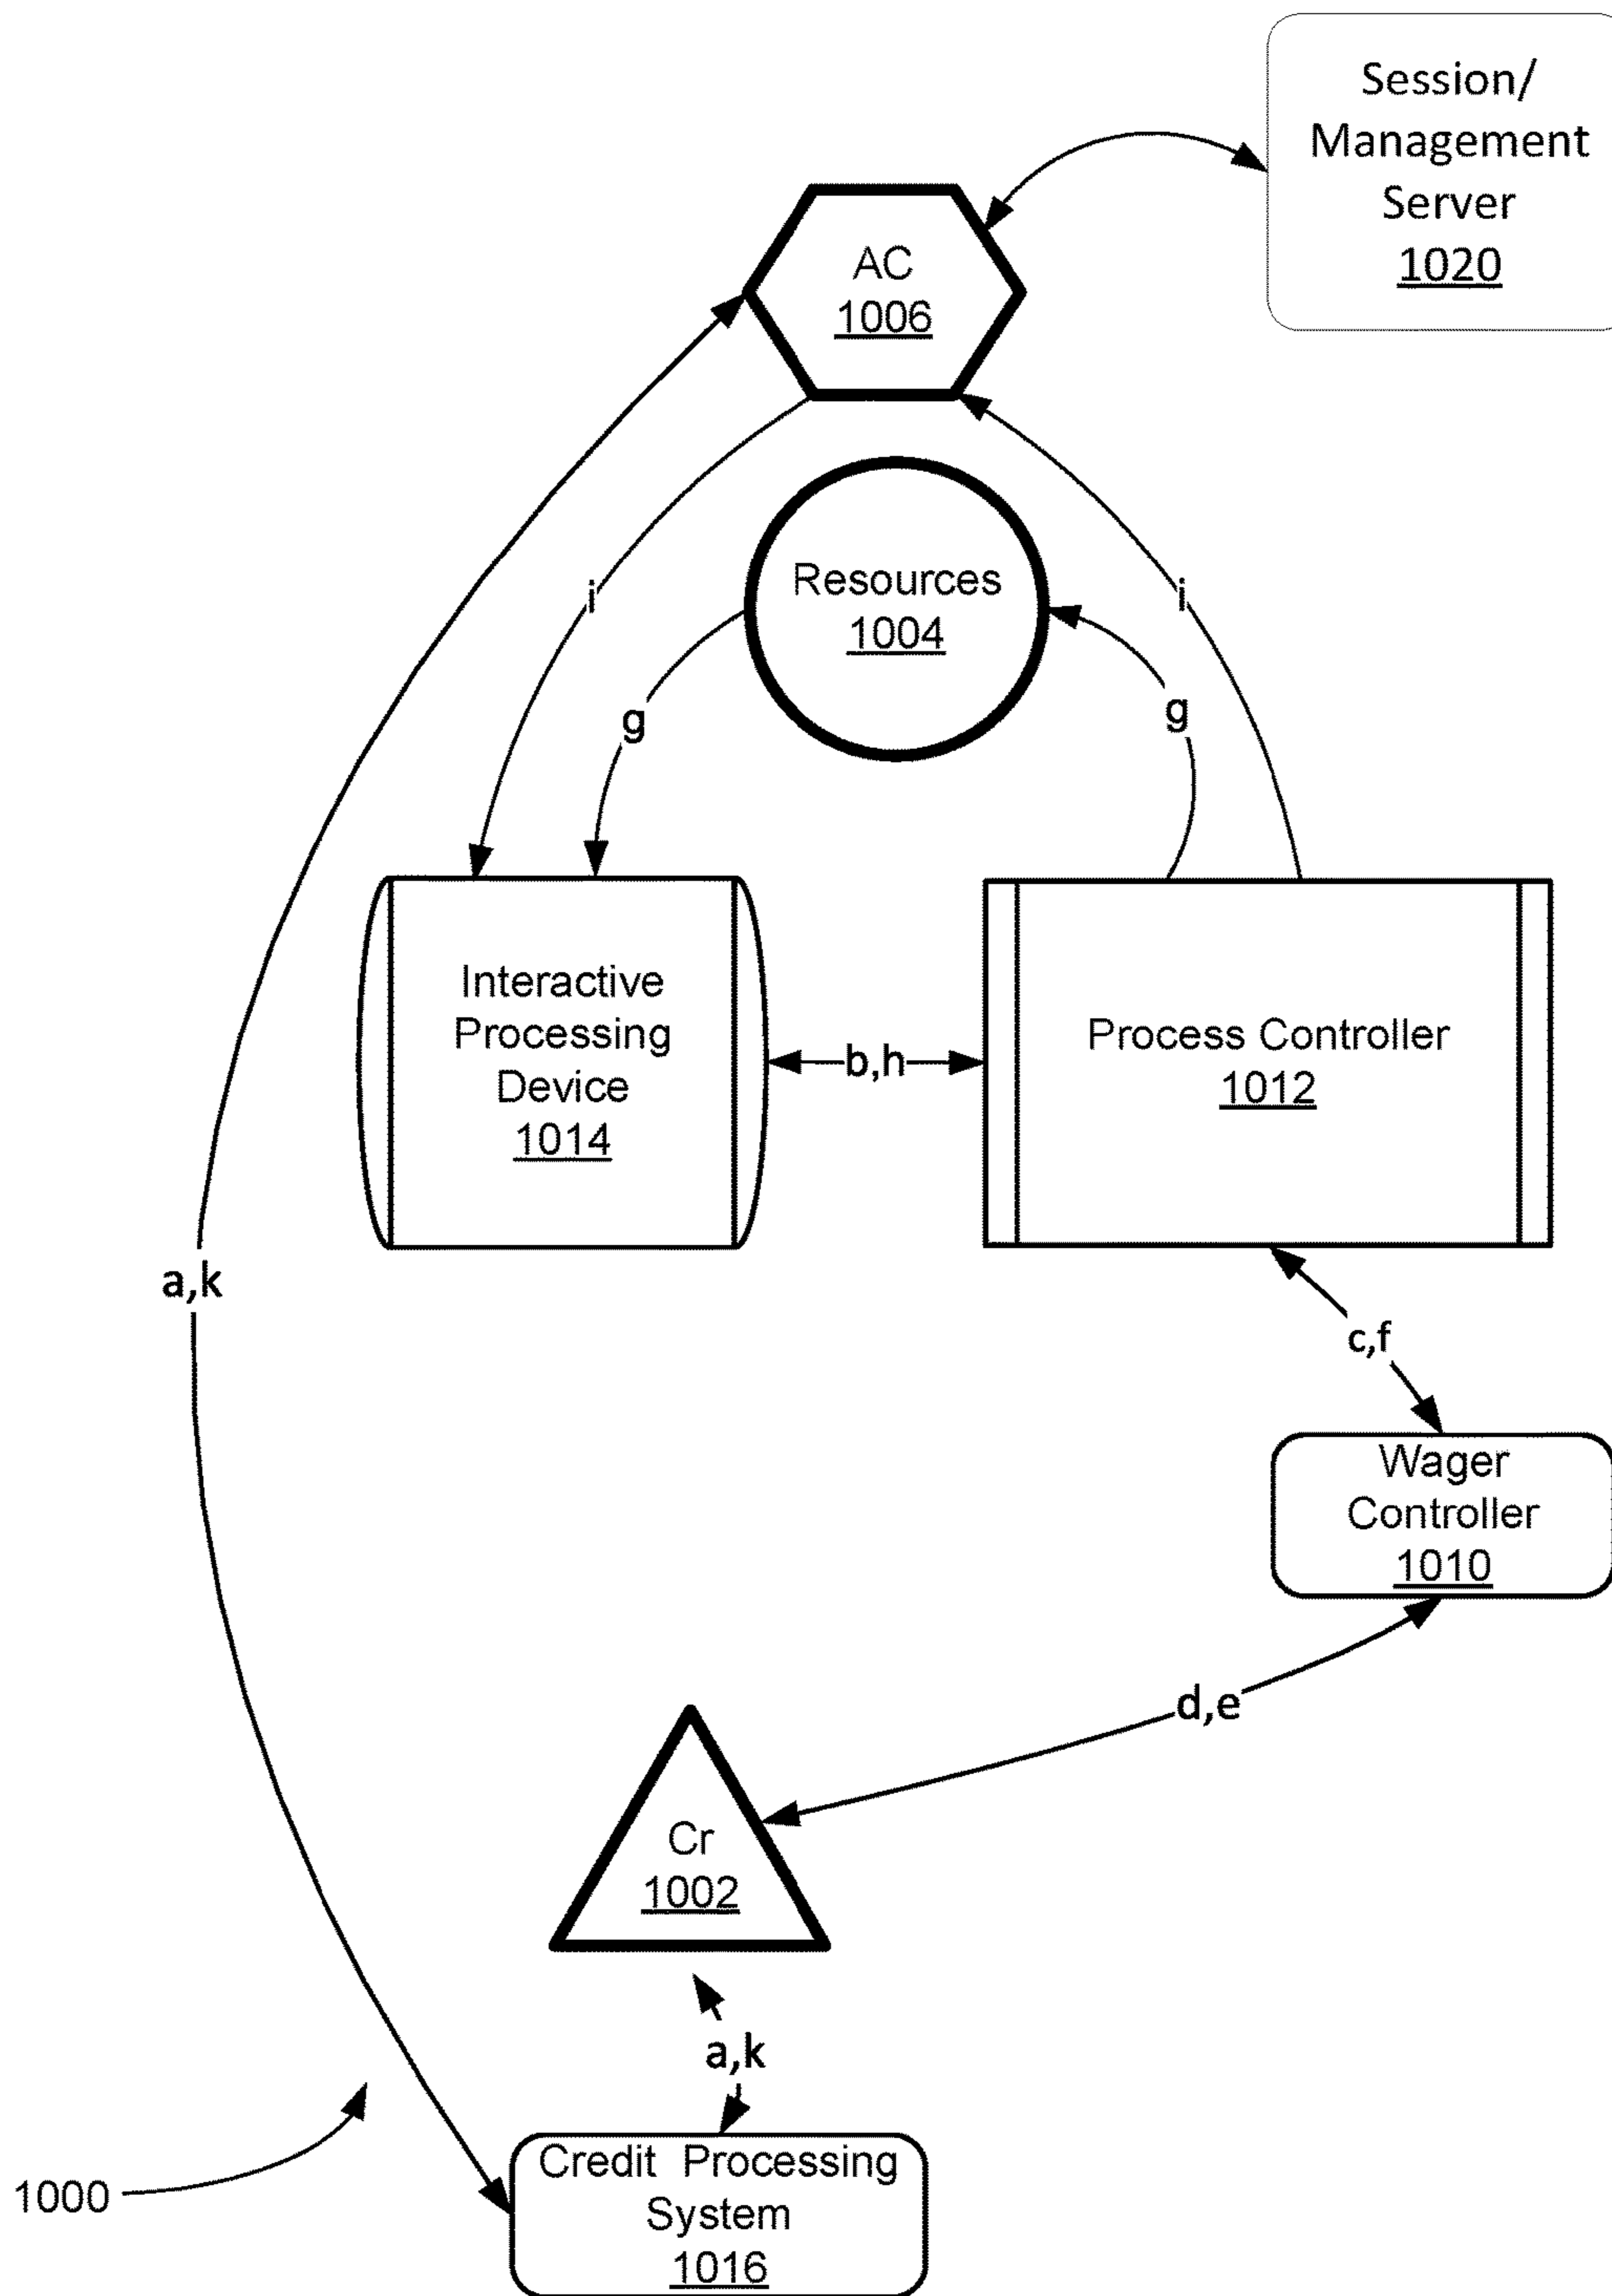 Session/
Management
Server
1020
AC
1006
i
i
Resources
1004
g
g
Interactive
Processing
Device
1014
b,h
Process Controller
1012
a,k
c,f
Wager
Controller
1010
d,e
Cr
1002
a,k
1000
Credit Processing
System
1016